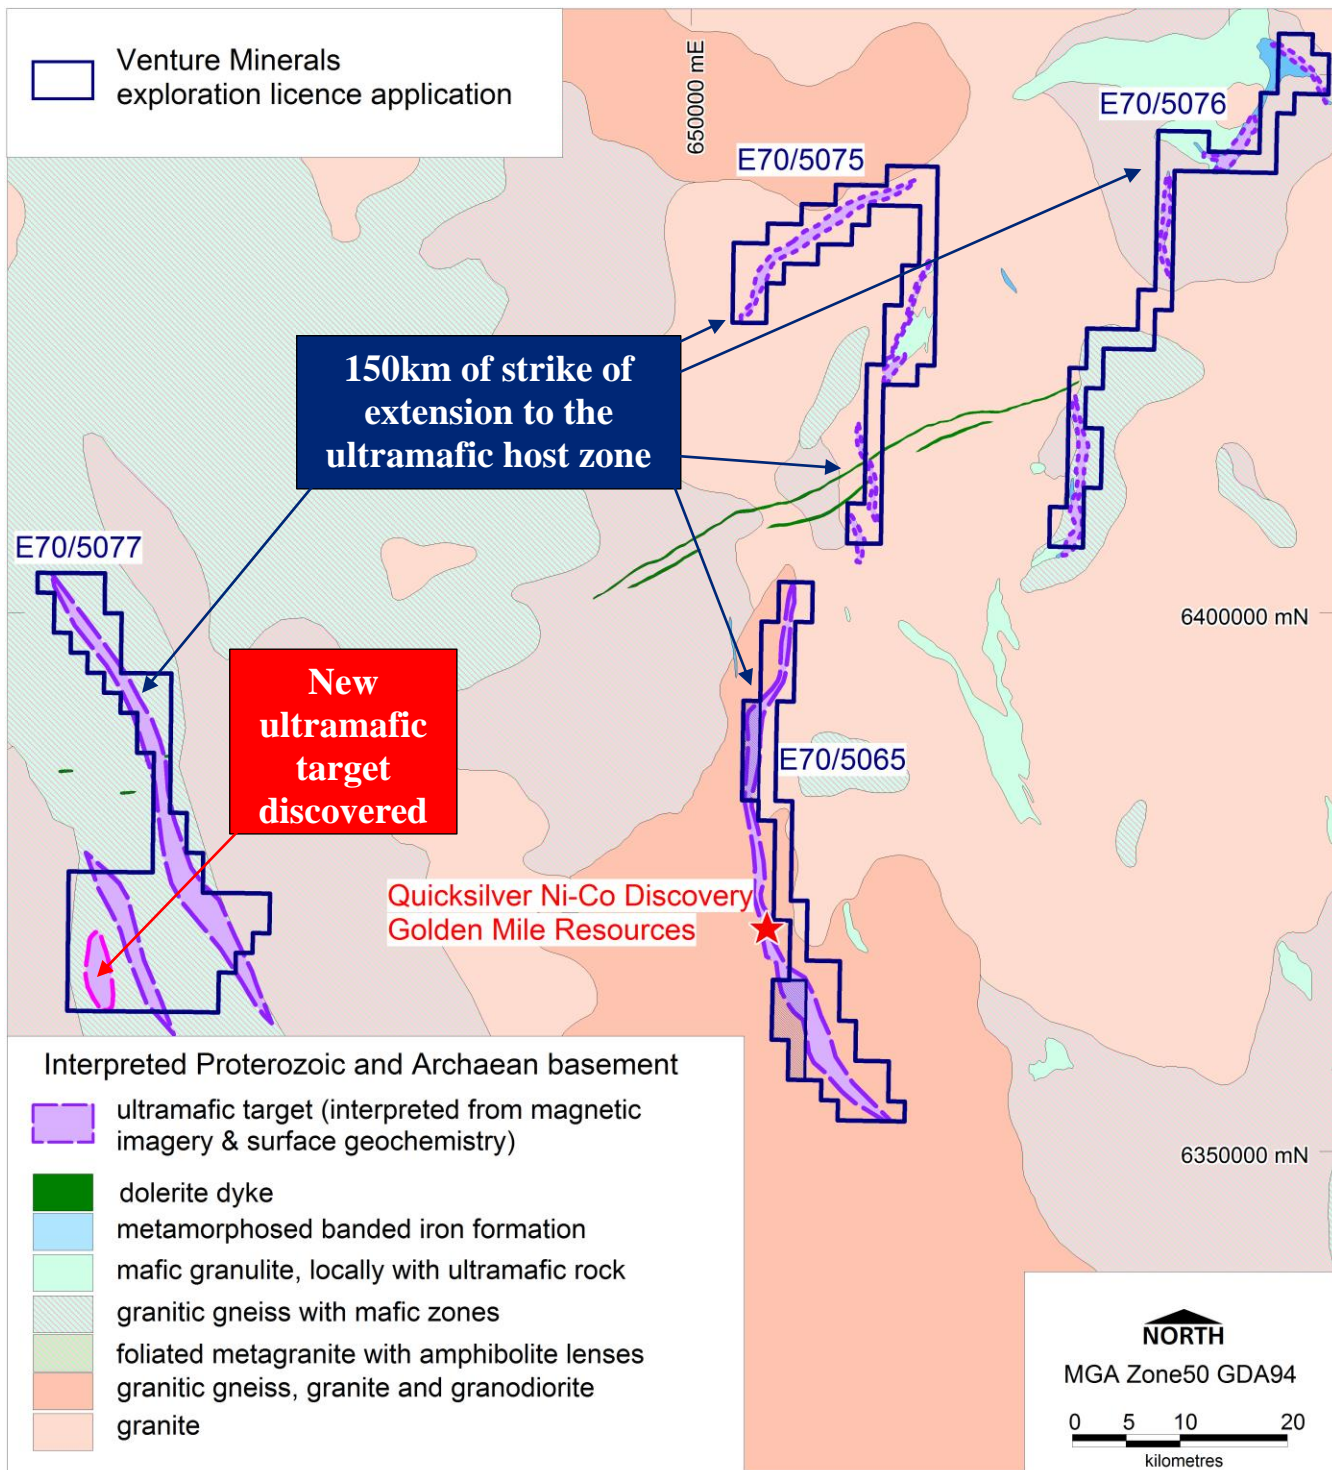 Venture Minerals
exploration licence application
650000 mE
E70/5076
E70/5075
150km of strike of
extension to the
ultramafic host zone
E70/5077
6400000 mN
New
ultramafic
target
discovered
E70/5065
Quicksilver Ni-Co Discovery
Golden Mile Resources
Interpreted Proterozoic and Archaean basement
ultramafic target (interpreted from magnetic
imagery & surface geochemistry)
dolerite dyke
metamorphosed banded iron formation
mafic granulite, locally with ultramafic rock
granitic gneiss with mafic zones
foliated metagranite with amphibolite lenses
granitic gneiss, granite and granodiorite
granite
6350000 mN
NORTH
MGA Zone50 GDA94
0 5 10 20
kilometres